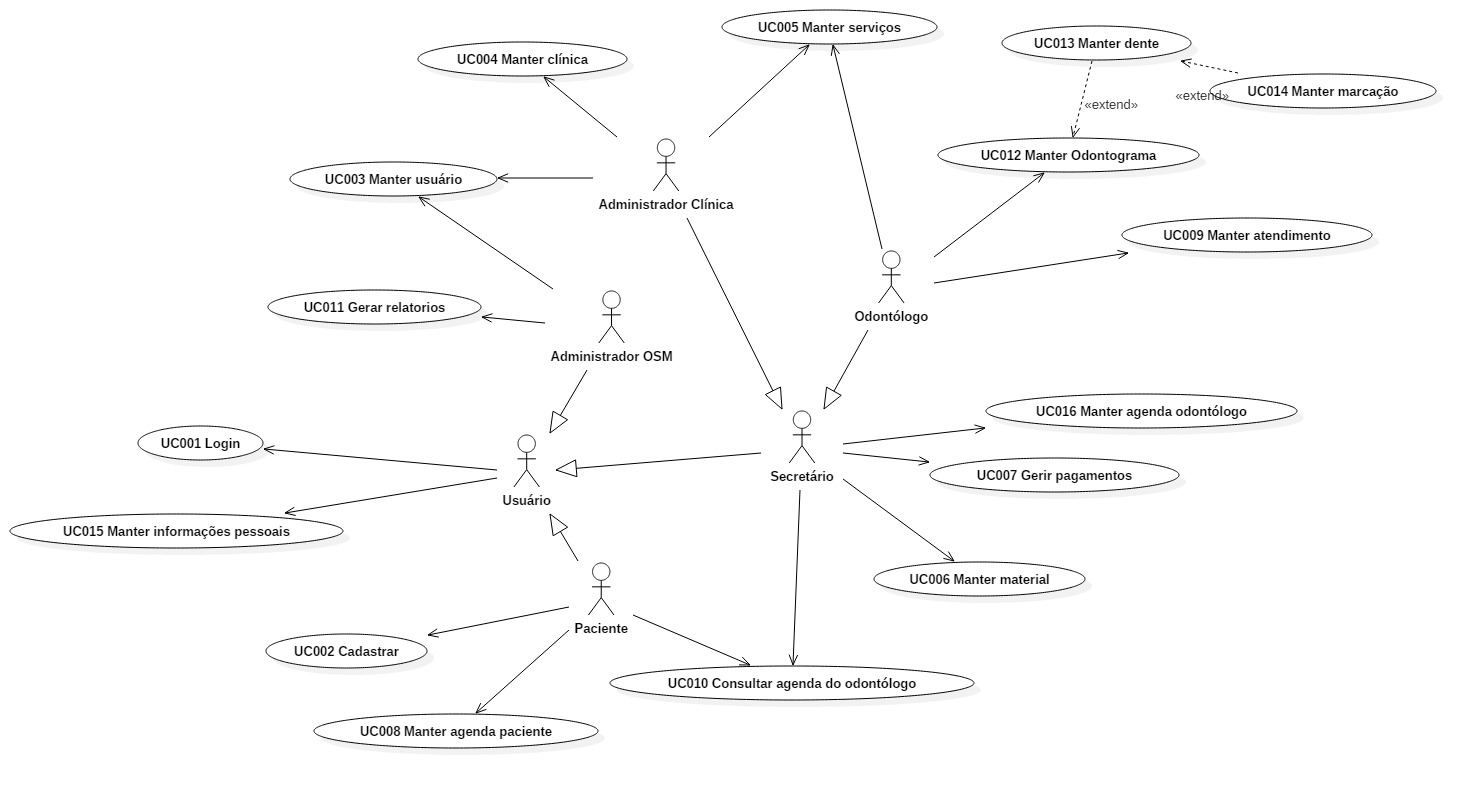 UC005 Manter serviços
UC013 Manter dente
UC004 Manter clínica
UC014 Manter marcação
«extend»
«extend»
UC012 Manter Odontograma
UC003 Manter usuário
Administrador Clínica
UC009 Manter atendimento
UC011 Gerar relatorios
Odontólogo
Administrador OSM
UC016 Manter agenda odontólogo
UC001 Login
UC007 Gerir pagamentos
Secretário
Usuário
UC015 Manter informações pessoais
UC006 Manter material
Paciente
UC002 Cadastrar
UC010 Consultar agenda do odontólogo
UC008 Manter agenda paciente